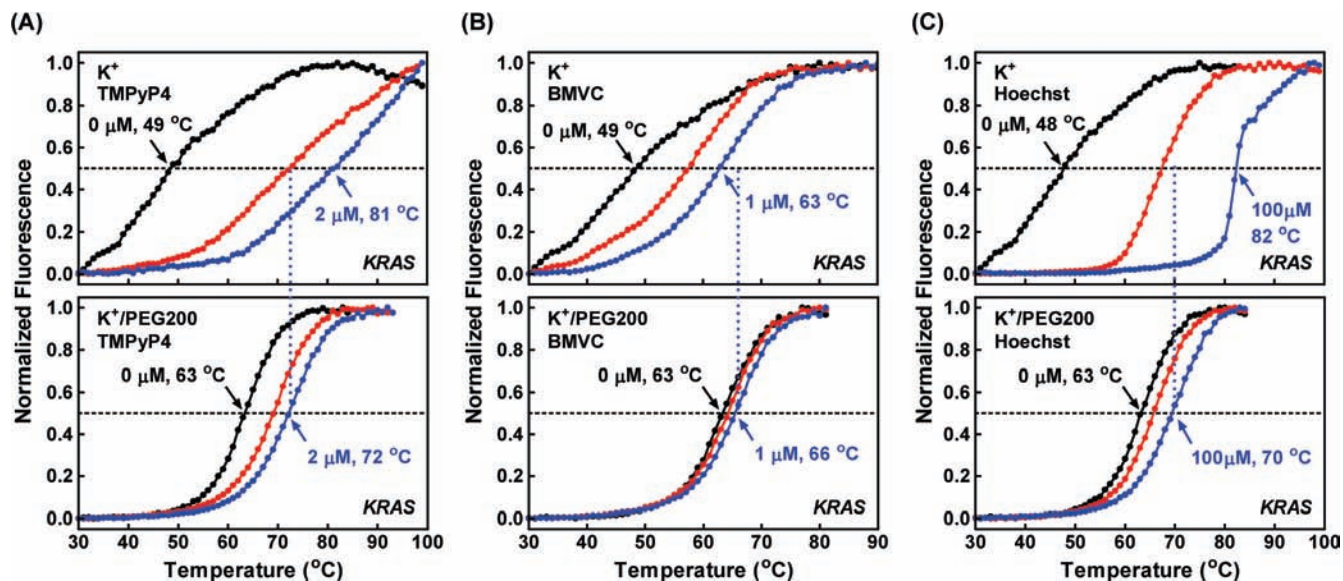 (A)
Normalized Fluorescence
1.0
0.8
0.6
0.4
0.2
0.0
K⁺
TMPyP4
0 μM, 49 °C
2 μM, 81 °C
KRAS
1.0
0.8
0.6
0.4
0.2
0.0
K⁺/PEG200
TMPyP4
0 μM, 63 °C
2 μM, 72 °C
KRAS
30 40 50 60 70 80 90 100
Temperature (°C)
(B)
Normalized Fluorescence
1.0
0.8
0.6
0.4
0.2
0.0
K⁺
BMVC
0 μM, 49 °C
1 μM, 63 °C
KRAS
1.0
0.8
0.6
0.4
0.2
0.0
K⁺/PEG200
BMVC
0 μM, 63 °C
1 μM, 66 °C
KRAS
30 40 50 60 70 80 90
Temperature (°C)
(C)
Normalized Fluorescence
1.0
0.8
0.6
0.4
0.2
0.0
K⁺
Hoechst
0 μM, 48 °C
100μM
82 °C
KRAS
1.0
0.8
0.6
0.4
0.2
0.0
K⁺/PEG200
Hoechst
0 μM, 63 °C
100μM, 70 °C
KRAS
30 40 50 60 70 80 90 100
Temperature (°C)